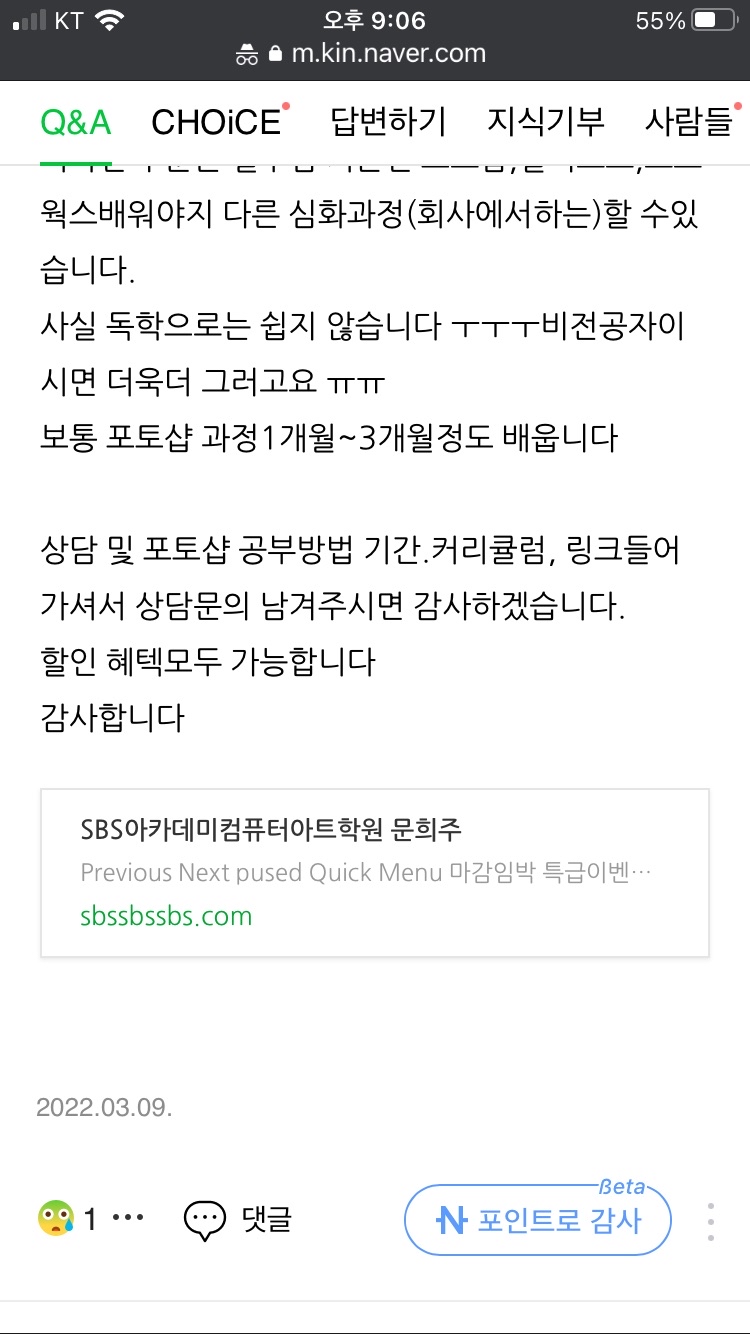 KT 오후 9:06 55%
m.kin.naver.com
Q&A CHOiCE 답변하기 지식기부 사람들
웍스배워야지 다른 심화과정(회사에서하는)할 수있
습니다.
사실 독학으로는 쉽지 않습니다 ㅜㅜㅜ비전공자이
시면 더욱더 그러고요 ㅠㅠ
보통 포토샵 과정1개월~3개월정도 배웁니다
상담 및 포토샵 공부방법 기간.커리큘럼, 링크들어
가셔서 상담문의 남겨주시면 감사하겠습니다.
할인 혜텍모두 가능합니다
감사합니다
SBS아카데미컴퓨터아트학원 문희주
Previous Next pused Quick Menu 마감임박 특급이벤…
sbssbssbs.com
2022.03.09.
1 ··· 댓글 포인트로 감사 ßeta